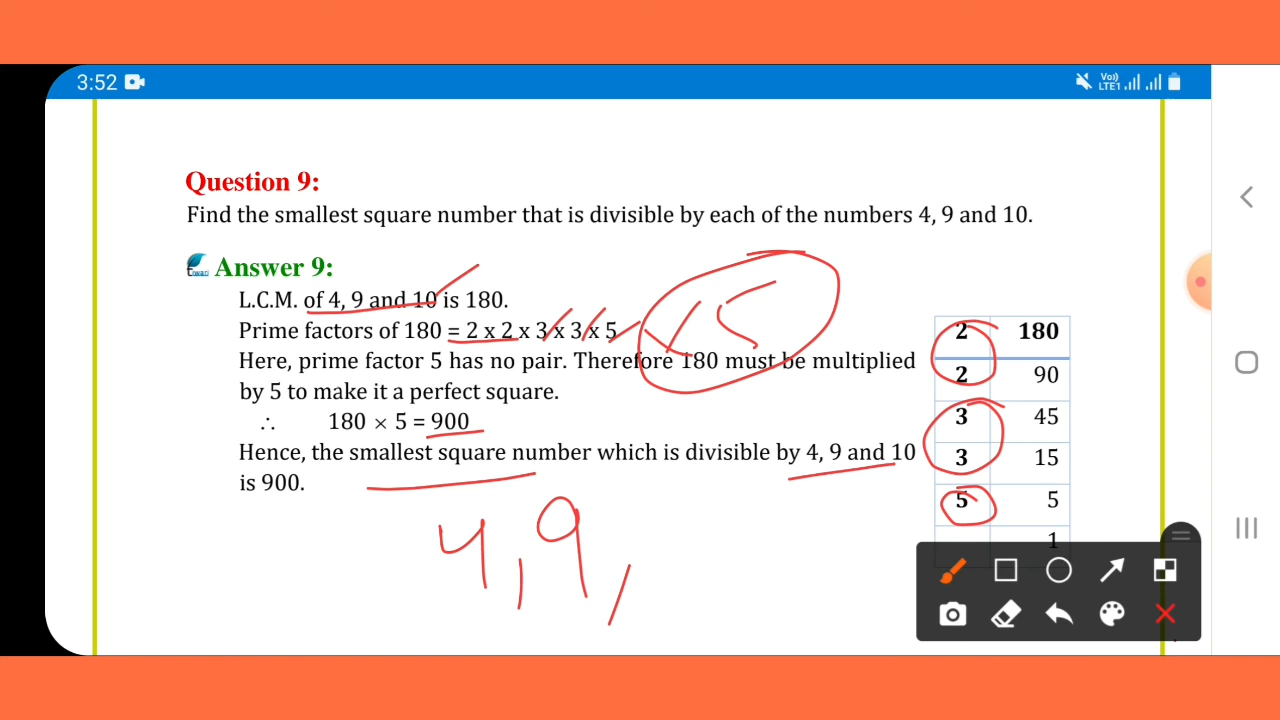 3:52
Vo))
LTE1
Question 9:
Find the smallest square number that is divisible by each of the numbers 4, 9 and 10.
Answer 9:
L.C.M. of 4, 9 and 10 is 180.
Prime factors of 180 = 2 x 2 x 3 x 3 x 5
Here, prime factor 5 has no pair. Therefore 180 must be multiplied
by 5 to make it a perfect square.
∴ 180 × 5 = 900
Hence, the smallest square number which is divisible by 4, 9 and 10
is 900.
2 180
2 90
3 45
3 15
5 5
1
4, 9,